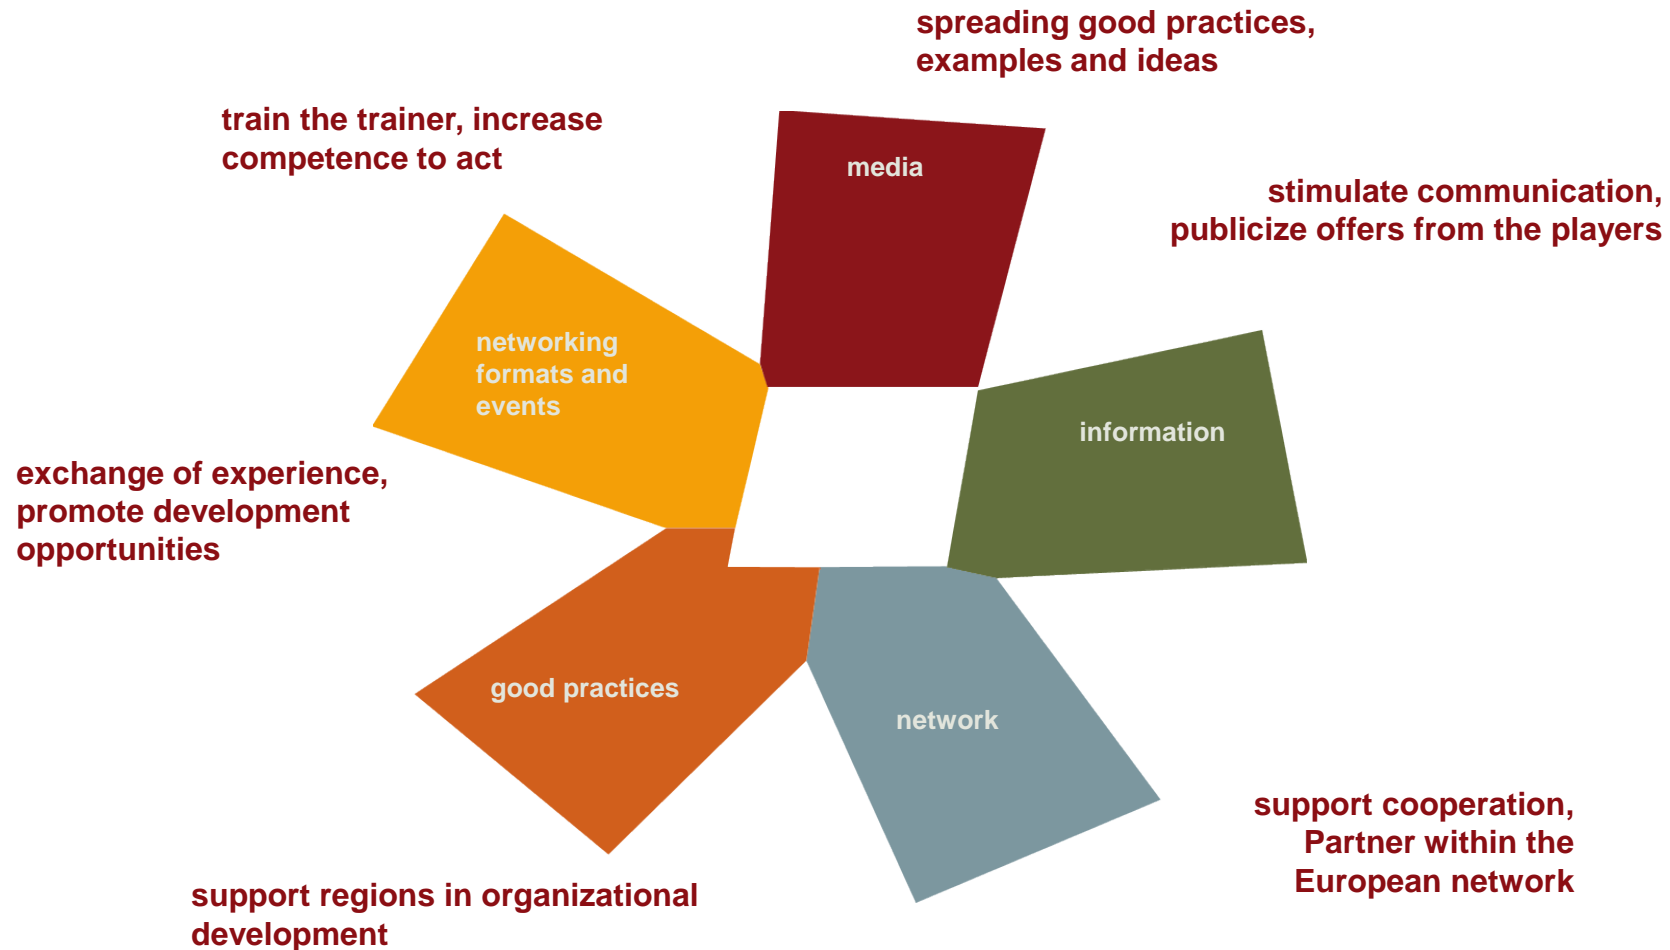 spreading good practices,
examples and ideas
train the trainer, increase
competence to act
media
stimulate communication,
publicize offers from the players
networking
formats and
events
information
exchange of experience,
promote development
opportunities
good practices
network
support cooperation,
Partner within the
European network
support regions in organizational
development